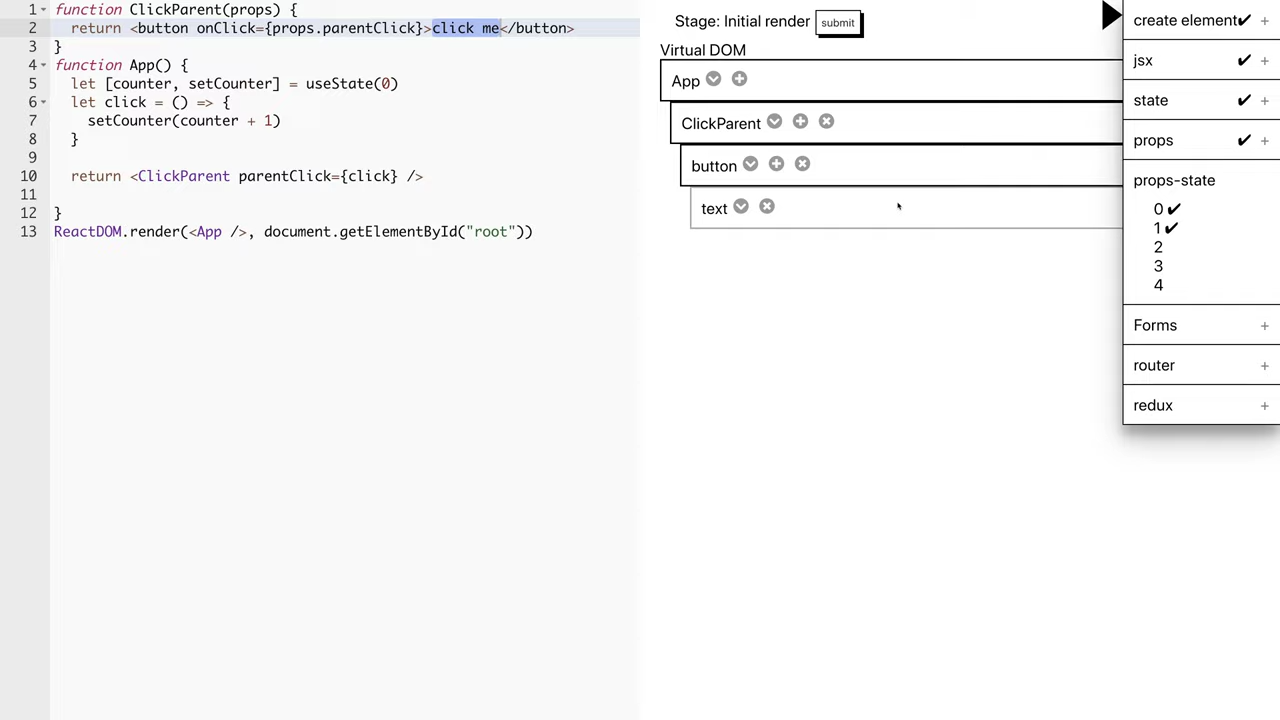 1 function ClickParent(props) {
2 return <button onClick={props.parentClick}>click me</button>
3 }
4 function App() {
5 let [counter, setCounter] = useState(0)
6 let click = () => {
7 setCounter(counter + 1)
8 }
9
10 return <ClickParent parentClick={click} />
11
12 }
13 ReactDOM.render(<App />, document.getElementById("root"))
Stage: Initial render submit
Virtual DOM
App
ClickParent
button
text
create element✔ +
jsx ✔ +
state ✔ +
props ✔ +
props-state
0✔
1✔
2
3
4
Forms +
router +
redux +